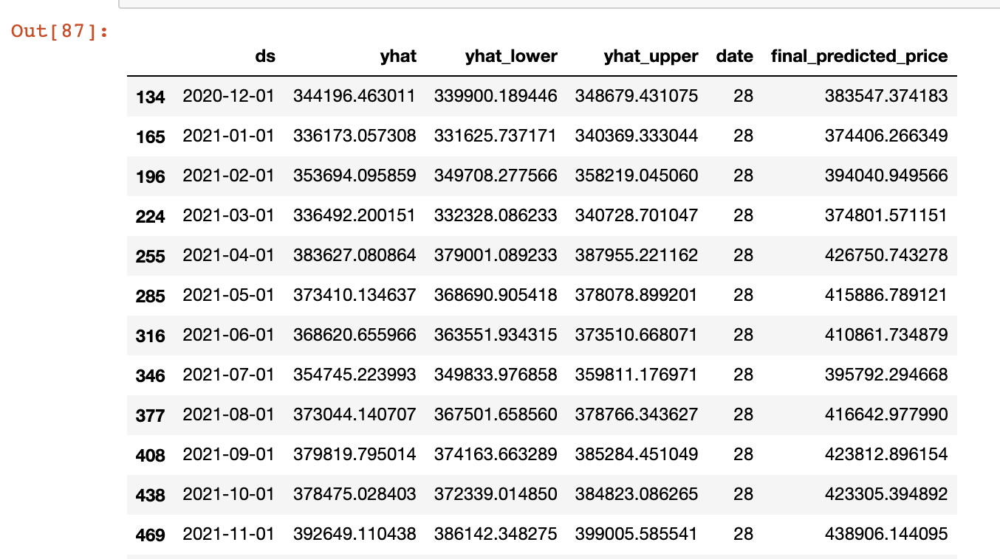 Out[87]:
ds yhat yhat_lower yhat_upper date final_predicted_price
134 2020-12-01 344196.463011 339900.189446 348679.431075 28 383547.374183
165 2021-01-01 336173.057308 331625.737171 340369.333044 28 374406.266349
196 2021-02-01 353694.095859 349708.277566 358219.045060 28 394040.949566
224 2021-03-01 336492.200151 332328.086233 340728.701047 28 374801.571151
255 2021-04-01 383627.080864 379001.089233 387955.221162 28 426750.743278
285 2021-05-01 373410.134637 368690.905418 378078.899201 28 415886.789121
316 2021-06-01 368620.655966 363551.934315 373510.668071 28 410861.734879
346 2021-07-01 354745.223993 349833.976858 359811.176971 28 395792.294668
377 2021-08-01 373044.140707 367501.658560 378766.343627 28 416642.977990
408 2021-09-01 379819.795014 374163.663289 385284.451049 28 423812.896154
438 2021-10-01 378475.028403 372339.014850 384823.086265 28 423305.394892
469 2021-11-01 392649.110438 386142.348275 399005.585541 28 438906.144095